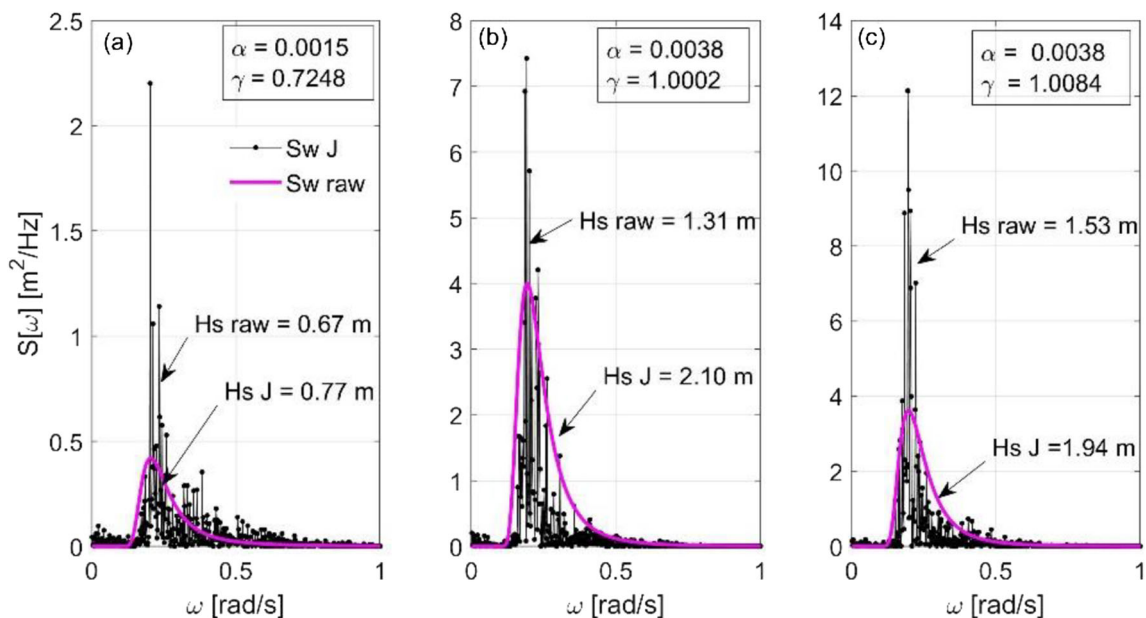 (a)
α = 0.0015
γ = 0.7248
Sw J
Sw raw
Hs raw = 0.67 m
Hs J = 0.77 m
2.5
2
1.5
1
0.5
0
S[ω] [m²/Hz]
0
0.5
1
ω [rad/s]
(b)
α = 0.0038
γ = 1.0002
Hs raw = 1.31 m
Hs J = 2.10 m
8
7
6
5
4
3
2
1
0
0
0.5
1
ω [rad/s]
(c)
α = 0.0038
γ = 1.0084
Hs raw = 1.53 m
Hs J =1.94 m
14
12
10
8
6
4
2
0
0
0.5
1
ω [rad/s]